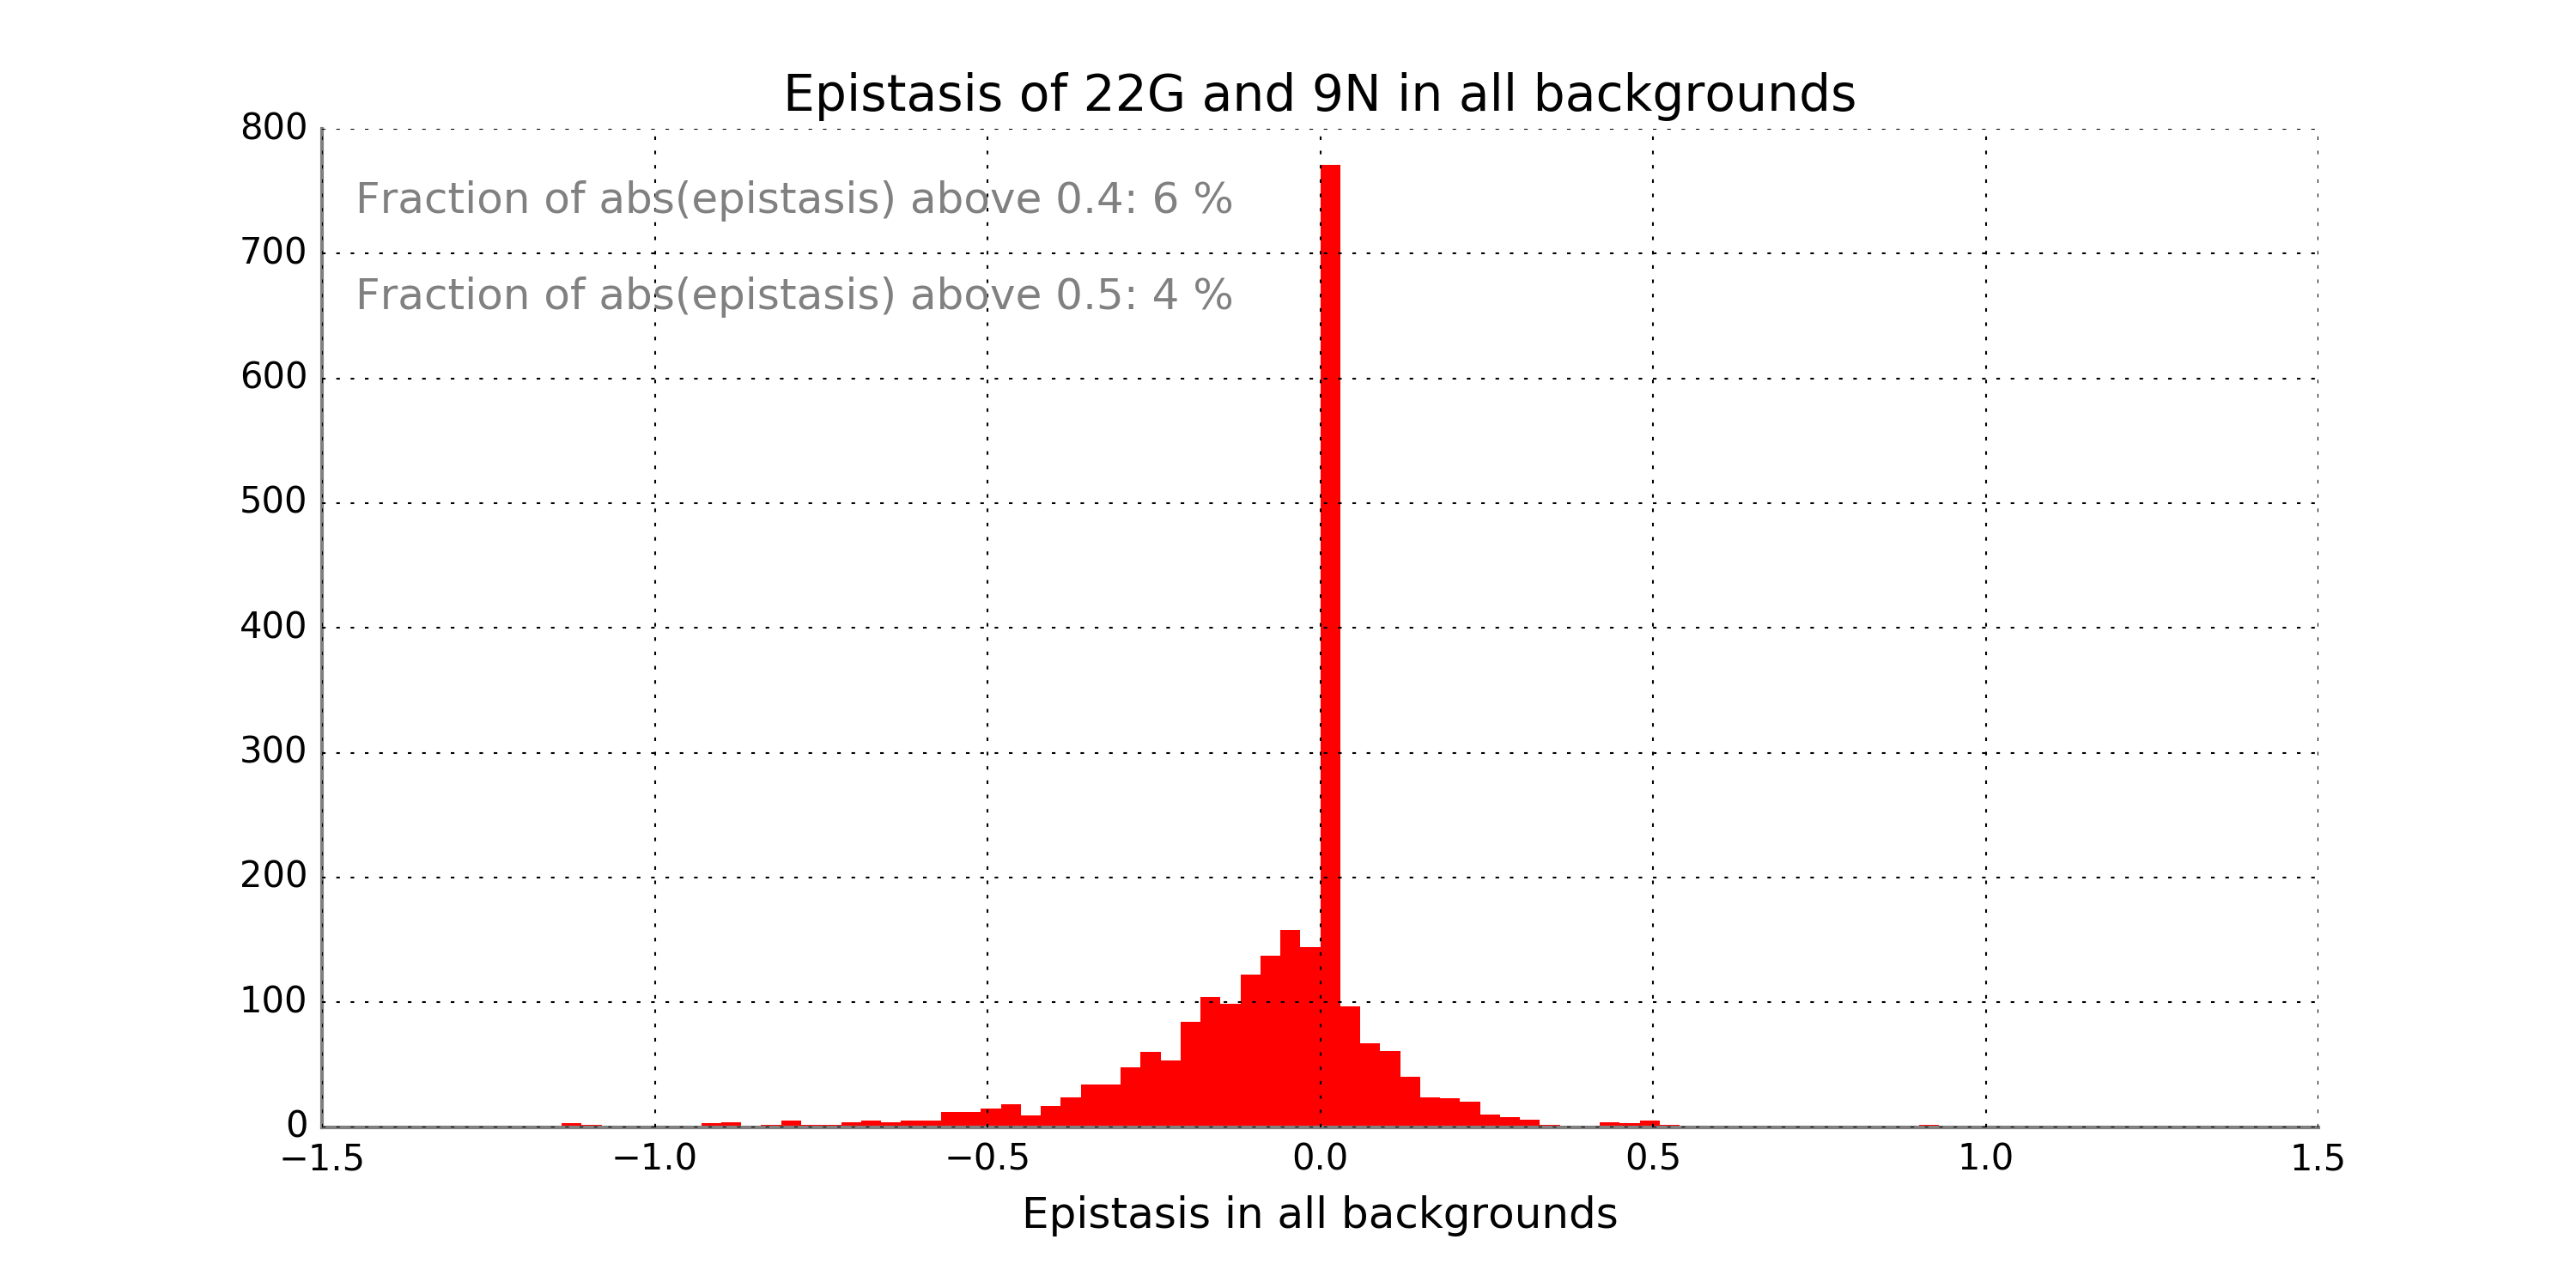 Epistasis of 22G and 9N in all backgrounds
800
700
600
500
400
300
200
100
0
Fraction of abs(epistasis) above 0.4: 6 %
Fraction of abs(epistasis) above 0.5: 4 %
−1.5 −1.0 −0.5 0.0 0.5 1.0 1.5
Epistasis in all backgrounds